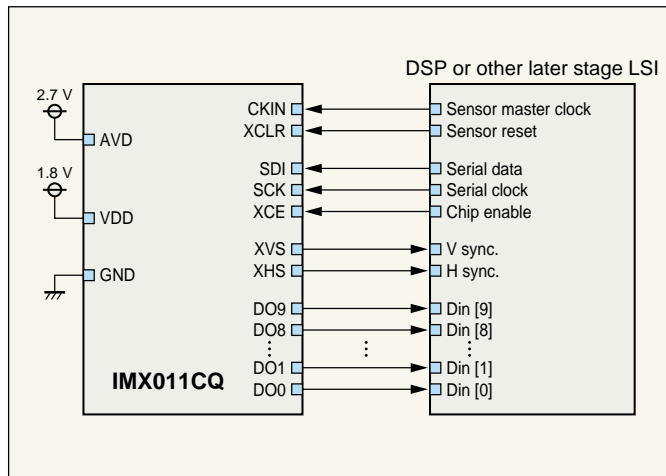 DSP or other later stage LSI
2.7 V
AVD
1.8 V
VDD
GND
IMX011CQ
CKIN Sensor master clock
XCLR Sensor reset
SDI Serial data
SCK Serial clock
XCE Chip enable
XVS V sync.
XHS H sync.
DO9 Din [9]
DO8 Din [8]
DO1 Din [1]
DO0 Din [0]